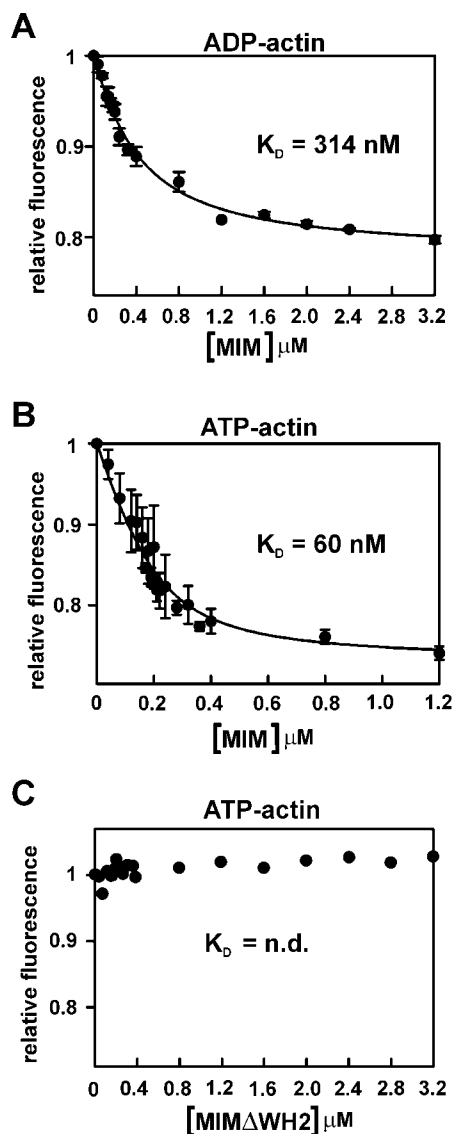 A
ADP-actin
relative fluorescence
1
0.9
0.8
K_D = 314 nM
0 0.4 0.8 1.2 1.6 2.0 2.4 2.8 3.2
[MIM] μM
B
ATP-actin
relative fluorescence
1
0.9
0.8
K_D = 60 nM
0 0.2 0.4 0.6 0.8 1.0 1.2
[MIM] μM
C
ATP-actin
relative fluorescence
1
0.9
0.8
K_D = n.d.
0 0.4 0.8 1.2 1.6 2.0 2.4 2.8 3.2
[MIMΔWH2] μM